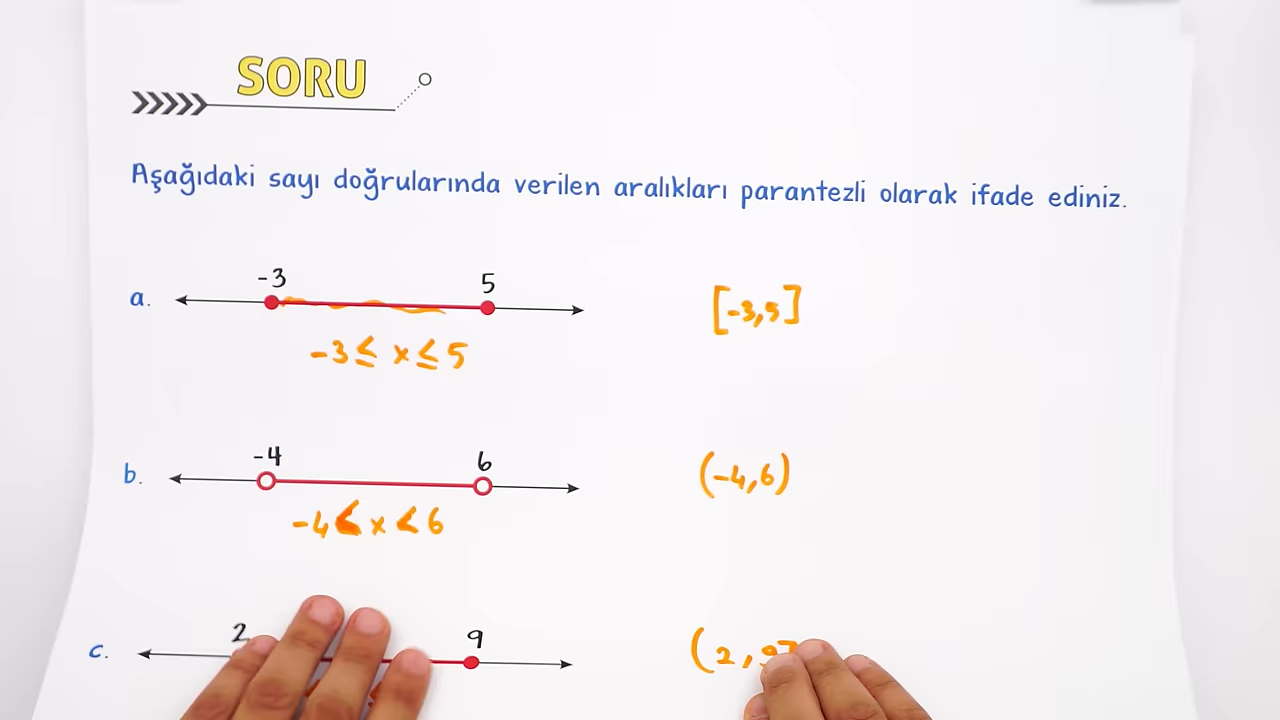 SORU
Aşağıdaki sayı doğrularında verilen aralıkları parantezli olarak ifade ediniz.
a. -3 5 [-3,5]
-3 ≤ x ≤ 5
b. -4 6 (-4,6)
-4 < x < 6
c. 2 9 (2,9]